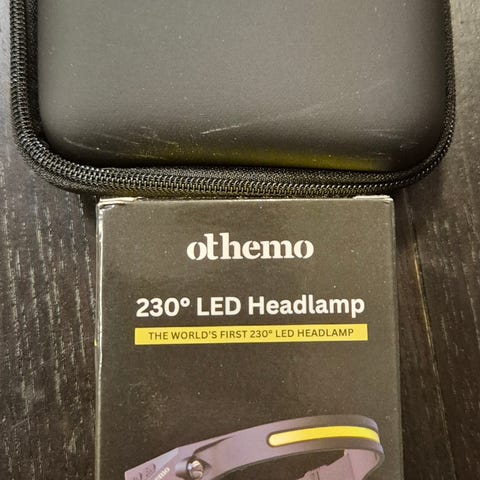 othemo
230° LED Headlamp
THE WORLD'S FIRST 230° LED HEADLAMP